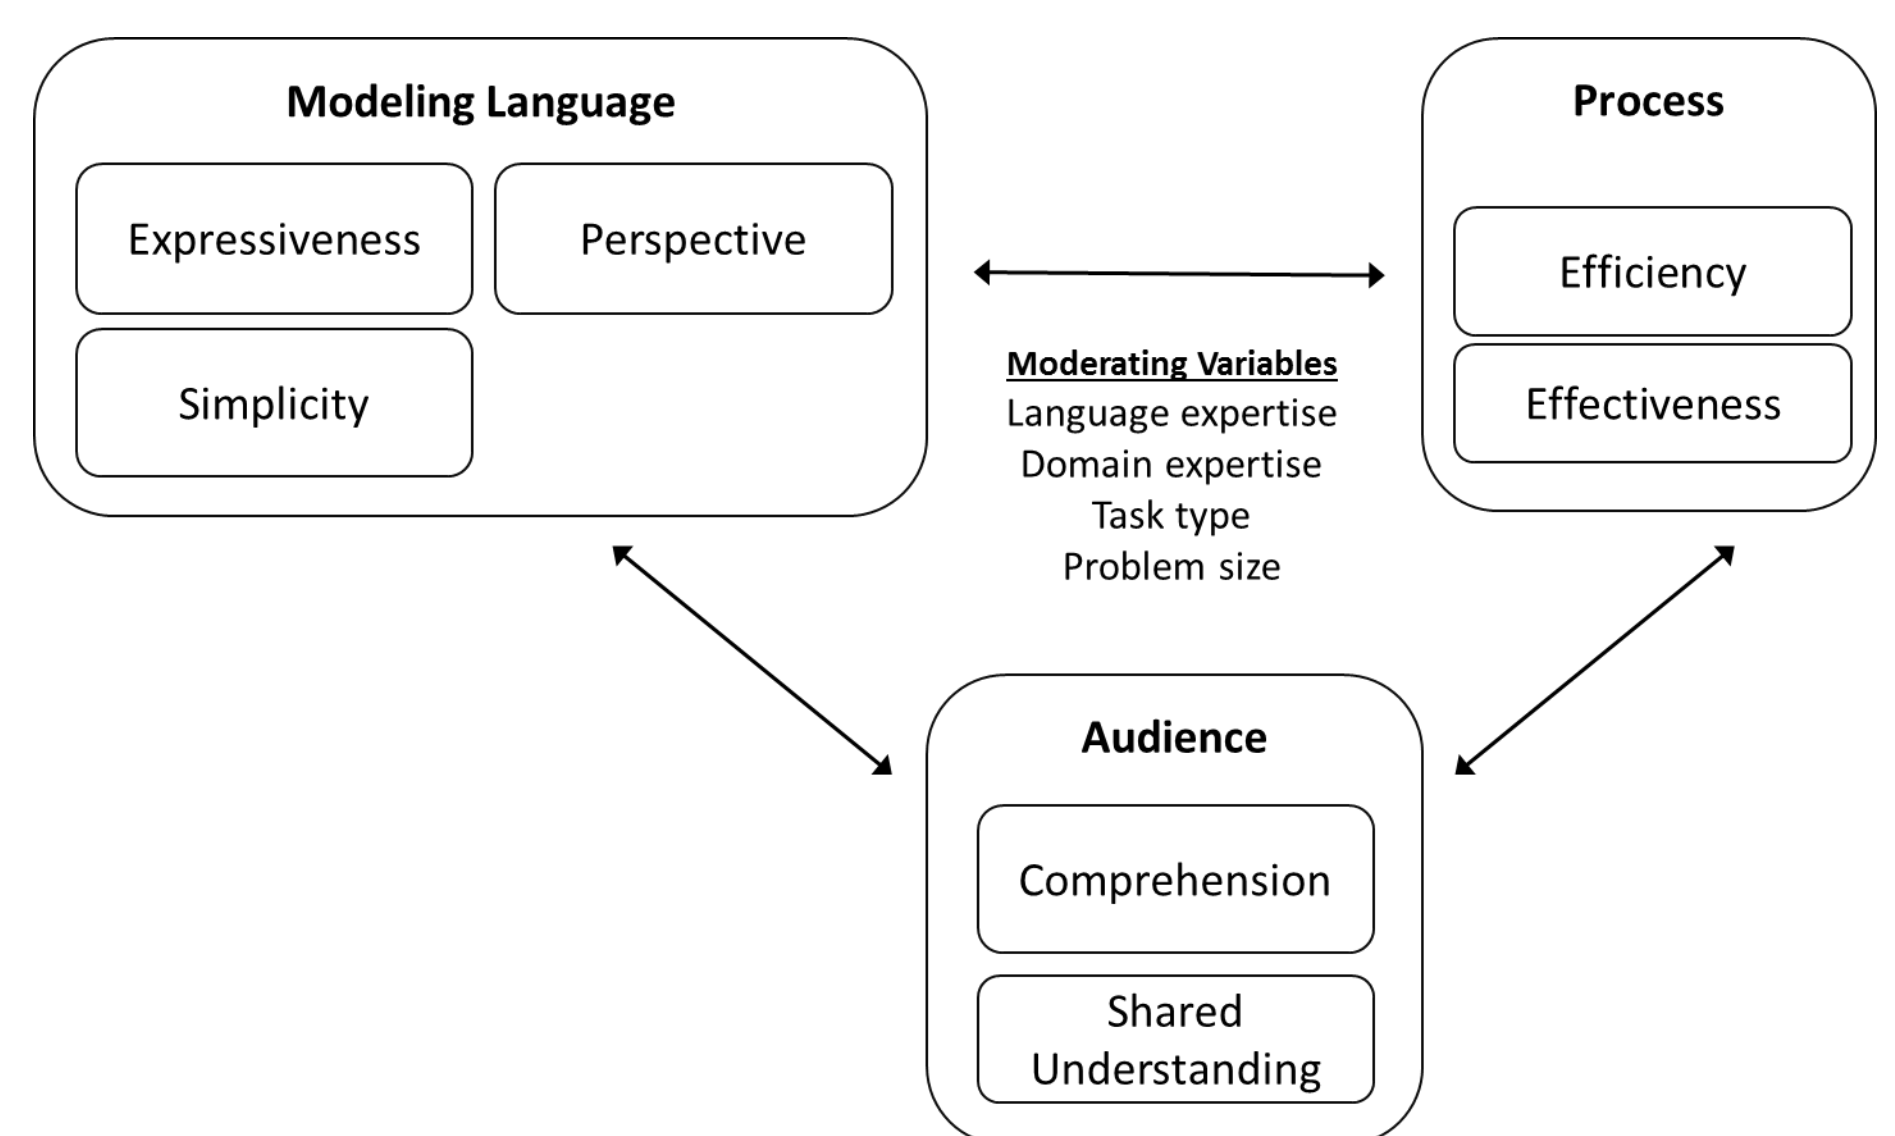 Modeling Language
Expressiveness
Perspective
Simplicity
Process
Efficiency
Effectiveness
Moderating Variables
Language expertise
Domain expertise
Task type
Problem size
Audience
Comprehension
Shared
Understanding